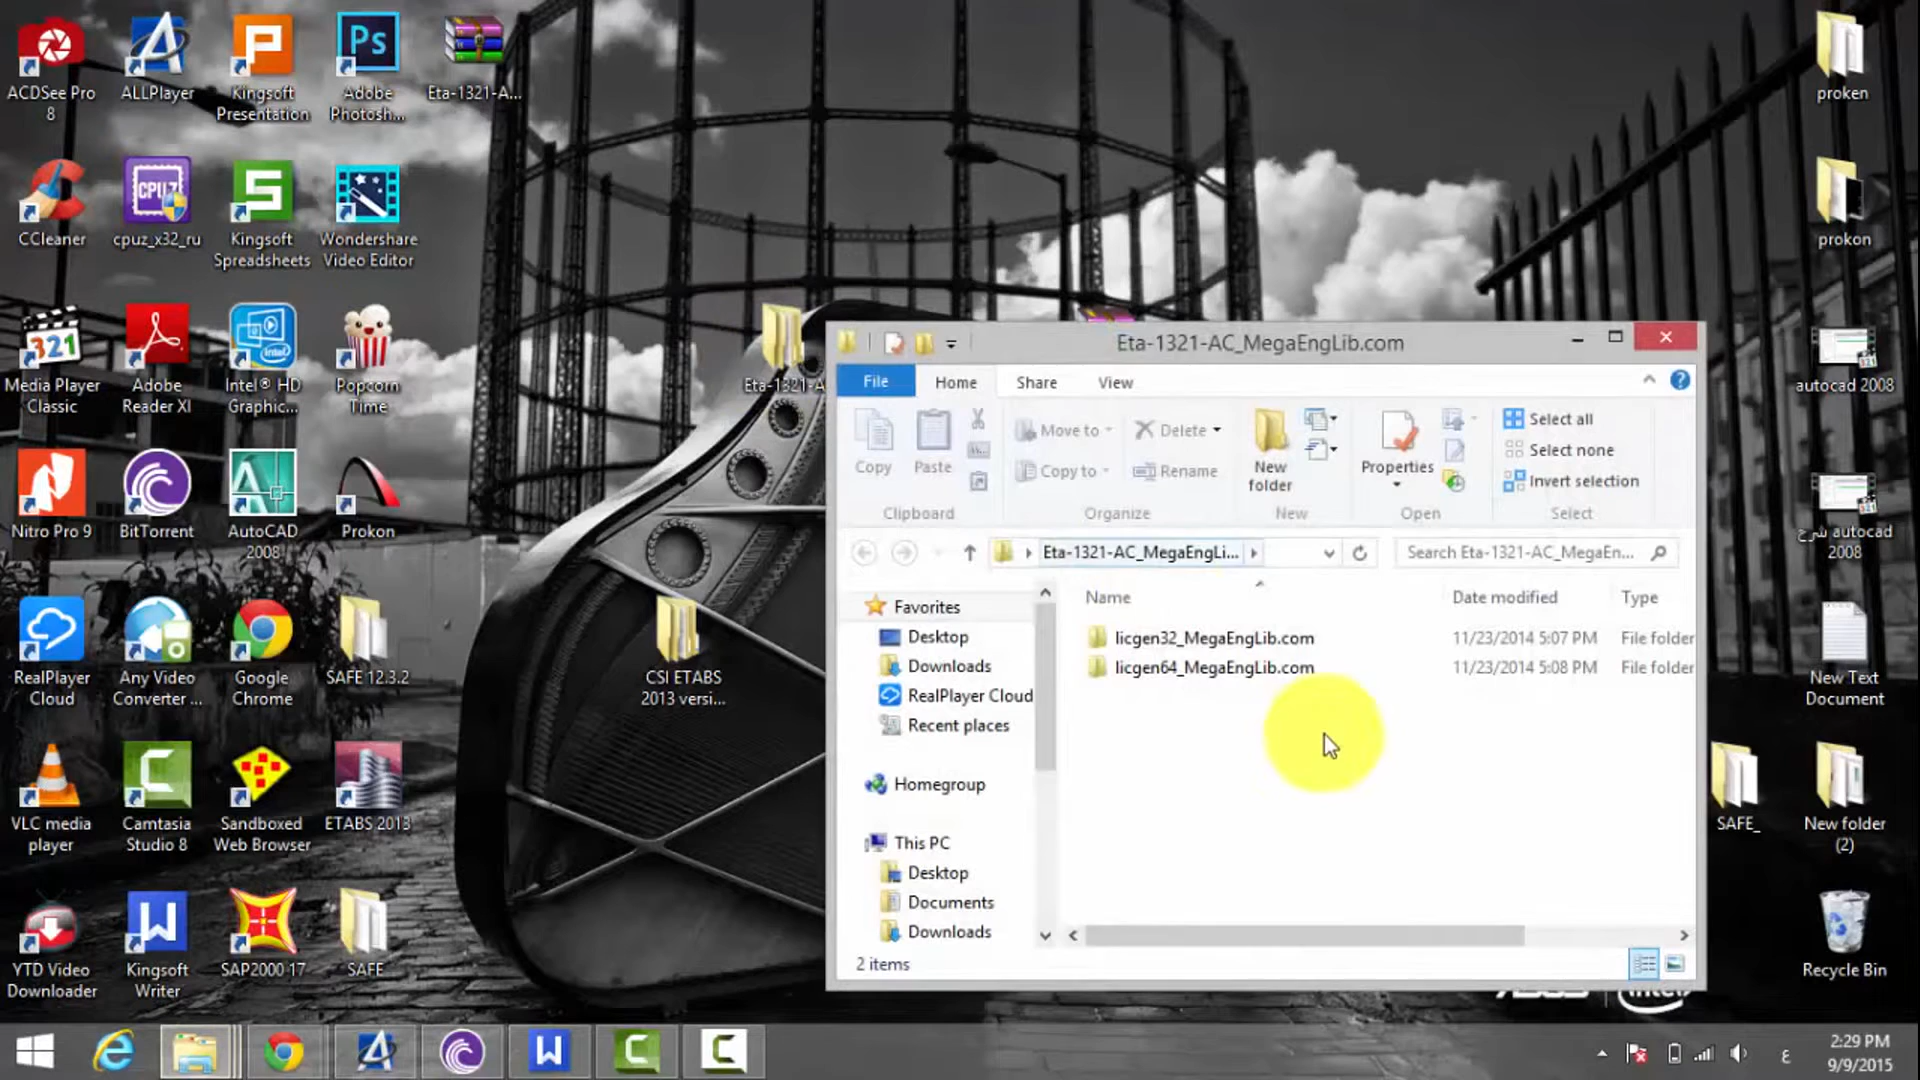 ACDSee Pro
8
ALLPlayer
Kingsoft
Presentation
Adobe
Photosh...
Eta-1321-A...
CCleaner
cpuz_x32_ru
Kingsoft
Spreadsheets
Wondershare
Video Editor
Media Player
Classic
Adobe
Reader XI
Intel® HD
Graphic...
Popcorn
Time
Nitro Pro 9
BitTorrent
AutoCAD
2008
Prokon
RealPlayer
Cloud
Any Video
Converter ...
Google
Chrome
SAFE 12.3.2
VLC media
player
Camtasia
Studio 8
Sandboxed
Web Browser
ETABS 2013
YTD Video
Downloader
Kingsoft
Writer
SAP2000 17
SAFE
Eta-1321-A
CSI ETABS
2013 versi...
Eta-1321-AC_MegaEngLib.com
File
Home
Share
View
Copy
Paste
Move to
Copy to
Delete
Rename
New
folder
Properties
Select all
Select none
Invert selection
Clipboard
Organize
New
Open
Select
Eta-1321-AC_MegaEngLi...
Search Eta-1321-AC_MegaEn...
Name
Date modified
Type
licgen32_MegaEngLib.com
11/23/2014 5:07 PM
File folder
licgen64_MegaEngLib.com
11/23/2014 5:08 PM
File folder
Favorites
Desktop
Downloads
RealPlayer Cloud
Recent places
Homegroup
This PC
Desktop
Documents
Downloads
2 items
proken
prokon
autocad 2008
شرح autocad
2008
New Text
Document
SAFE_
New folder
(2)
Recycle Bin
ع
2:29 PM
9/9/2015